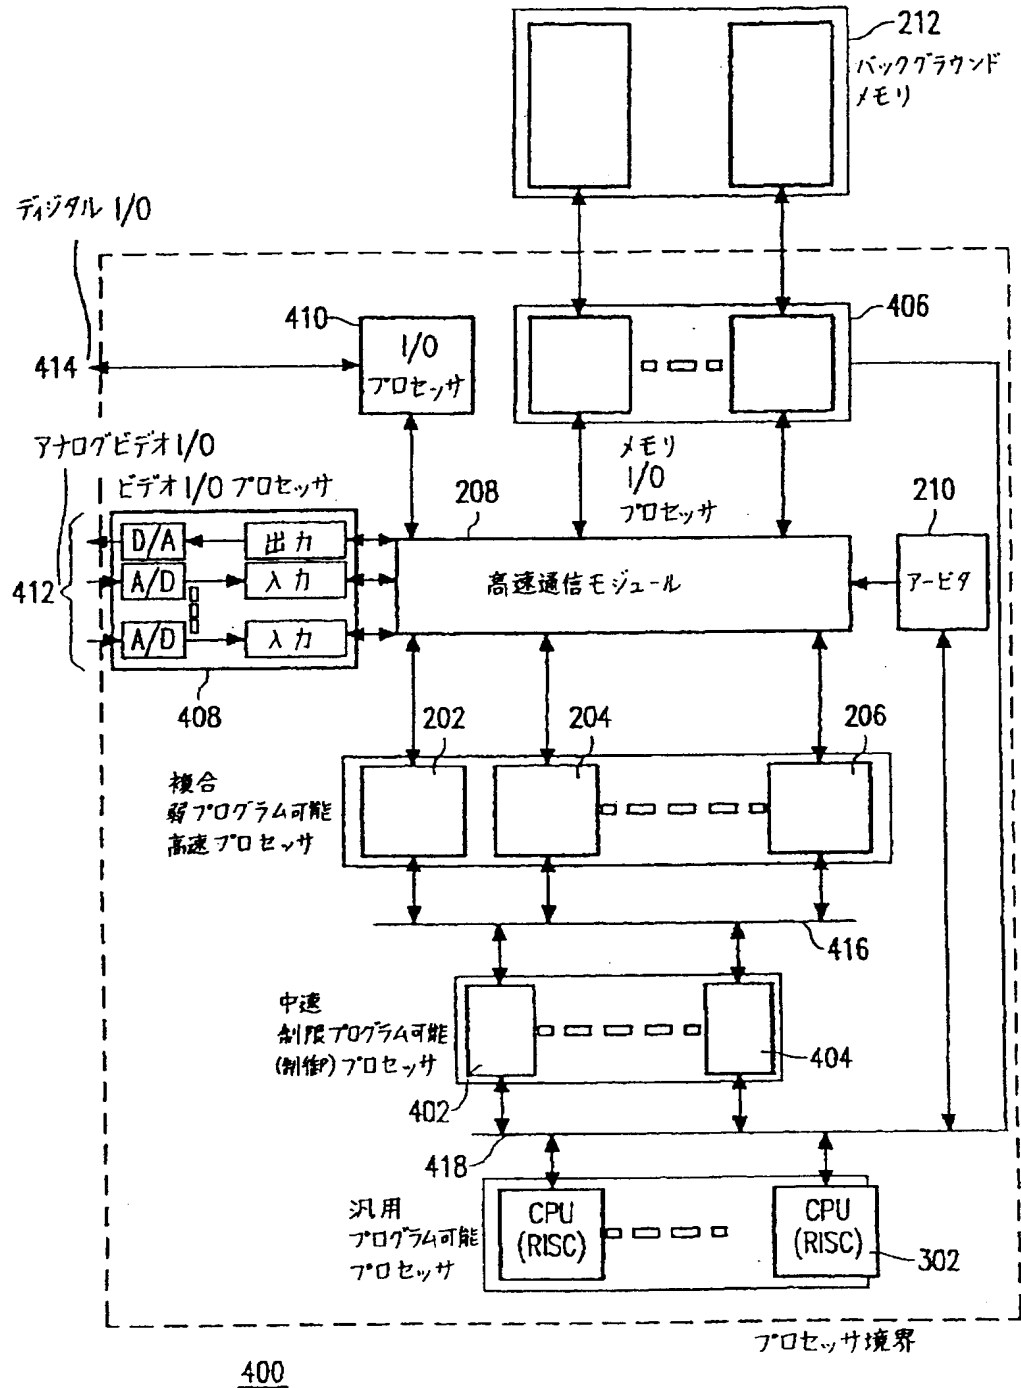 212
バックグラウンド
メモリ
ディジタル I/O
414
410
I/O
プロセッサ
406
アナログビデオ I/O
ビデオ I/O プロセッサ
メモリ
I/O
プロセッサ
208
210
D/A
出力
A/D
入力
A/D
入力
412
高速通信モジュール
アービタ
408
202
204
206
複合
弱プログラム可能
高速プロセッサ
416
中速
制限プログラム可能
(制御)プロセッサ
402
404
418
汎用
プログラム可能
プロセッサ
CPU
(RISC)
CPU
(RISC)
302
プロセッサ境界
400